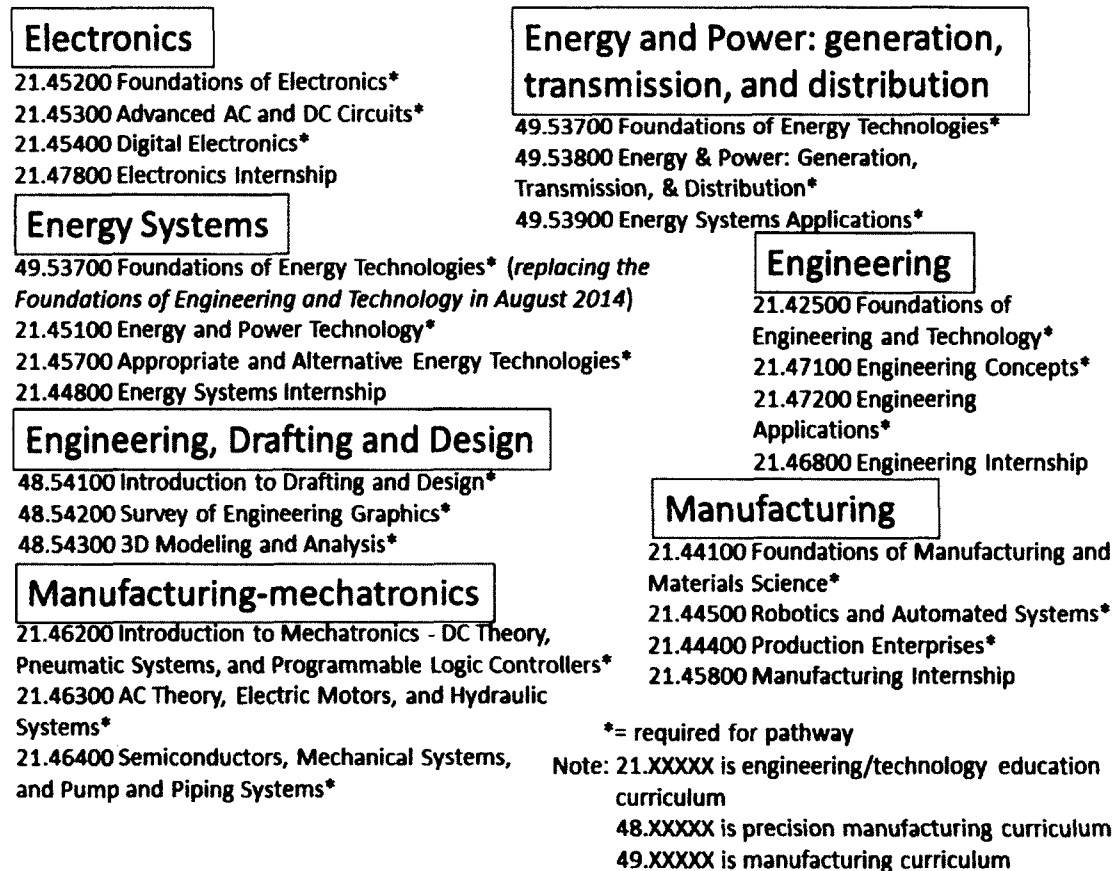 Electronics
21.45200 Foundations of Electronics*
21.45300 Advanced AC and DC Circuits*
21.45400 Digital Electronics*
21.47800 Electronics Internship
Energy Systems
49.53700 Foundations of Energy Technologies* (replacing the
Foundations of Engineering and Technology in August 2014)
21.45100 Energy and Power Technology*
21.45700 Appropriate and Alternative Energy Technologies*
21.44800 Energy Systems Internship
Engineering, Drafting and Design
48.54100 Introduction to Drafting and Design*
48.54200 Survey of Engineering Graphics*
48.54300 3D Modeling and Analysis*
Manufacturing-mechatronics
21.46200 Introduction to Mechatronics - DC Theory,
Pneumatic Systems, and Programmable Logic Controllers*
21.46300 AC Theory, Electric Motors, and Hydraulic
Systems*
21.46400 Semiconductors, Mechanical Systems,
and Pump and Piping Systems*
Energy and Power: generation,
transmission, and distribution
49.53700 Foundations of Energy Technologies*
49.53800 Energy & Power: Generation,
Transmission, & Distribution*
49.53900 Energy Systems Applications*
Engineering
21.42500 Foundations of
Engineering and Technology*
21.47100 Engineering Concepts*
21.47200 Engineering
Applications*
21.46800 Engineering Internship
Manufacturing
21.44100 Foundations of Manufacturing and
Materials Science*
21.44500 Robotics and Automated Systems*
21.44400 Production Enterprises*
21.45800 Manufacturing Internship
*= required for pathway
Note: 21.XXXXX is engineering/technology education
curriculum
48.XXXXX is precision manufacturing curriculum
49.XXXXX is manufacturing curriculum